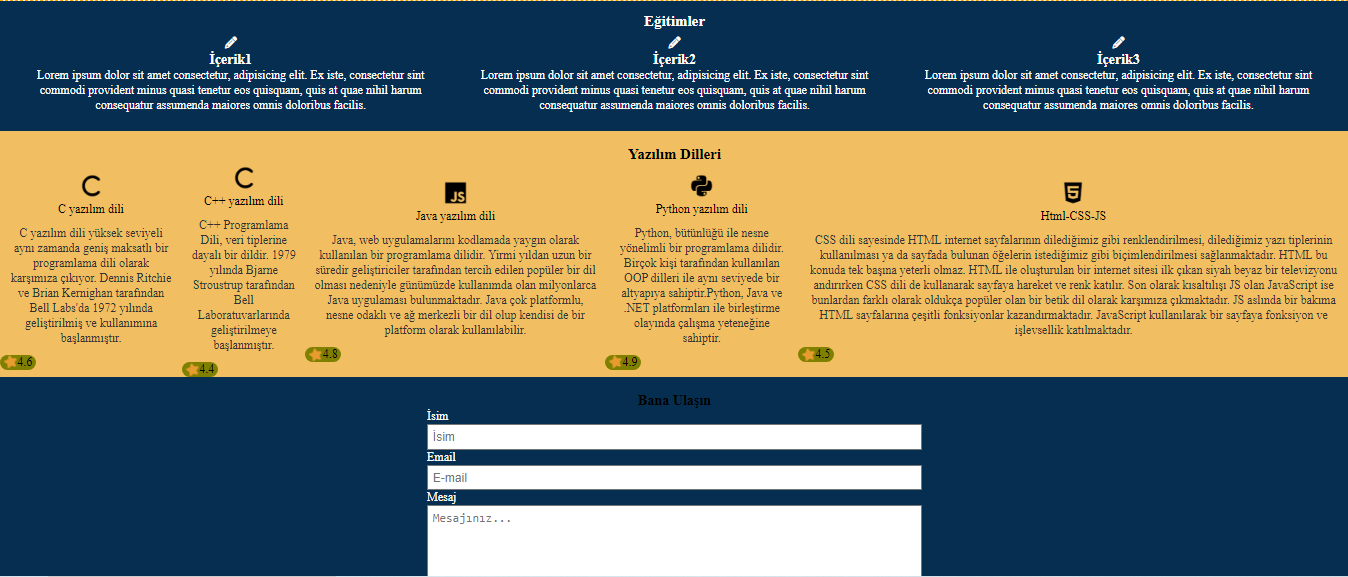 Eğitimler
İçerik1
Lorem ipsum dolor sit amet consectetur, adipisicing elit. Ex iste, consectetur sint
commodi provident minus quasi tenetur eos quisquam, quis at quae nihil harum
consequatur assumenda maiores omnis doloribus facilis.
İçerik2
Lorem ipsum dolor sit amet consectetur, adipisicing elit. Ex iste, consectetur sint
commodi provident minus quasi tenetur eos quisquam, quis at quae nihil harum
consequatur assumenda maiores omnis doloribus facilis.
İçerik3
Lorem ipsum dolor sit amet consectetur, adipisicing elit. Ex iste, consectetur sint
commodi provident minus quasi tenetur eos quisquam, quis at quae nihil harum
consequatur assumenda maiores omnis doloribus facilis.
Yazılım Dilleri
C yazılım dili
C yazılım dili yüksek seviyeli
aynı zamanda geniş maksatlı bir
programlama dili olarak
karşımıza çıkıyor. Dennis Ritchie
ve Brian Kernighan tarafından
Bell Labs'da 1972 yılında
geliştirilmiş ve kullanımına
başlanmıştır.
4.6
C++ yazılım dili
C++ Programlama
Dili, veri tiplerine
dayalı bir dildir. 1979
yılında Bjarne
Stroustrup tarafından
Bell
Laboratuvarlarında
geliştirilmeye
başlanmıştır.
4.4
JS
Java yazılım dili
Java, web uygulamalarını kodlamada yaygın olarak
kullanılan bir programlama dilidir. Yirmi yıldan uzun bir
süredir geliştiriciler tarafından tercih edilen popüler bir dil
olması nedeniyle günümüzde kullanımda olan milyonlarca
Java uygulaması bulunmaktadır. Java çok platformlu,
nesne odaklı ve ağ merkezli bir dil olup kendisi de bir
platform olarak kullanılabilir.
4.8
Python yazılım dili
Python, bütünlüğü ile nesne
yönelimli bir programlama dilidir.
Birçok kişi tarafından kullanılan
OOP dilleri ile aynı seviyede bir
altyapıya sahiptir.Python, Java ve
.NET platformları ile birleştirme
olayında çalışma yeteneğine
sahiptir.
4.9
5
Html-CSS-JS
CSS dili sayesinde HTML internet sayfalarının dilediğimiz gibi renklendirilmesi, dilediğimiz yazı tiplerinin
kullanılması ya da sayfada bulunan öğelerin istediğimiz gibi biçimlendirilmesi sağlanmaktadır. HTML bu
konuda tek başına yeterli olmaz. HTML ile oluşturulan bir internet sitesi ilk çıkan siyah beyaz bir televizyonu
andırırken CSS dili de kullanarak sayfaya hareket ve renk katılır. Son olarak kısaltılışı JS olan JavaScript ise
bunlardan farklı olarak oldukça popüler olan bir betik dil olarak karşımıza çıkmaktadır. JS aslında bir bakıma
HTML sayfalarına çeşitli fonksiyonlar kazandırmaktadır. JavaScript kullanılarak bir sayfaya fonksiyon ve
işlevsellik katılmaktadır.
4.5
Bana Ulaşın
İsim
İsim
Email
E-mail
Mesaj
Mesajınız...